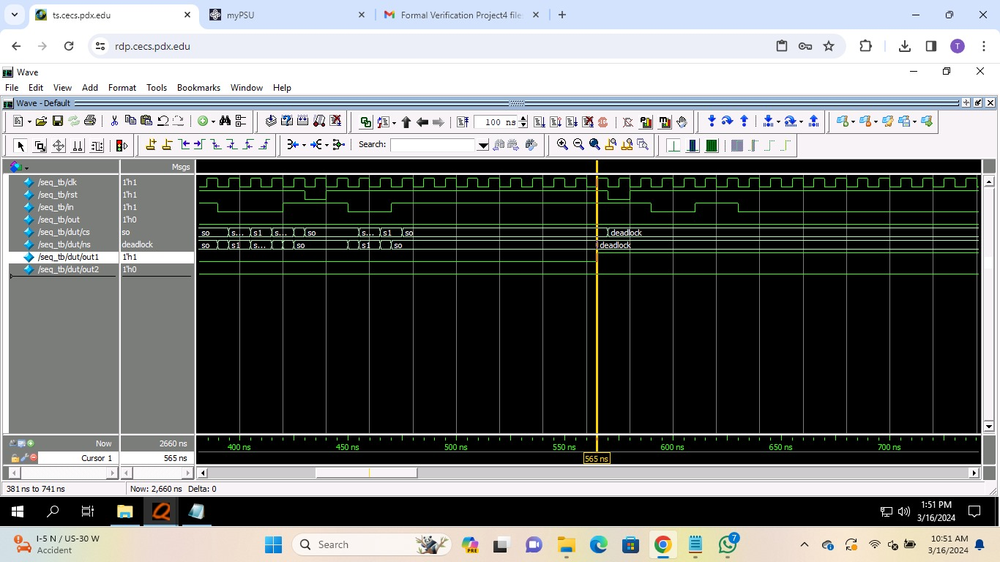 ts.cecs.pdx.edu
myPSU
Formal Verification Project4 file
rdp.cecs.pdx.edu
T
Wave
File Edit View Add Format Tools Bookmarks Window Help
Wave - Default
100 ns
Search:
Msgs
/seq_tb/clk 1'h1
/seq_tb/rst 1'h1
/seq_tb/in 1'h1
/seq_tb/out 1'h0
/seq_tb/dut/cs so so s... s1 s... so s... s1 so deadlock
/seq_tb/dut/ns deadlock so s1 s... so s1 so deadlock
/seq_tb/dut/out1 1'h1
/seq_tb/dut/out2 1'h0
Now 2660 ns 400 ns 450 ns 500 ns 550 ns 600 ns 650 ns 700 ns
Cursor 1 565 ns 565 ns
381 ns to 741 ns Now: 2,660 ns Delta: 0
1:51 PM
3/16/2024
I-5 N / US-30 W
Accident
Search
PRE
7
10:51 AM
3/16/2024